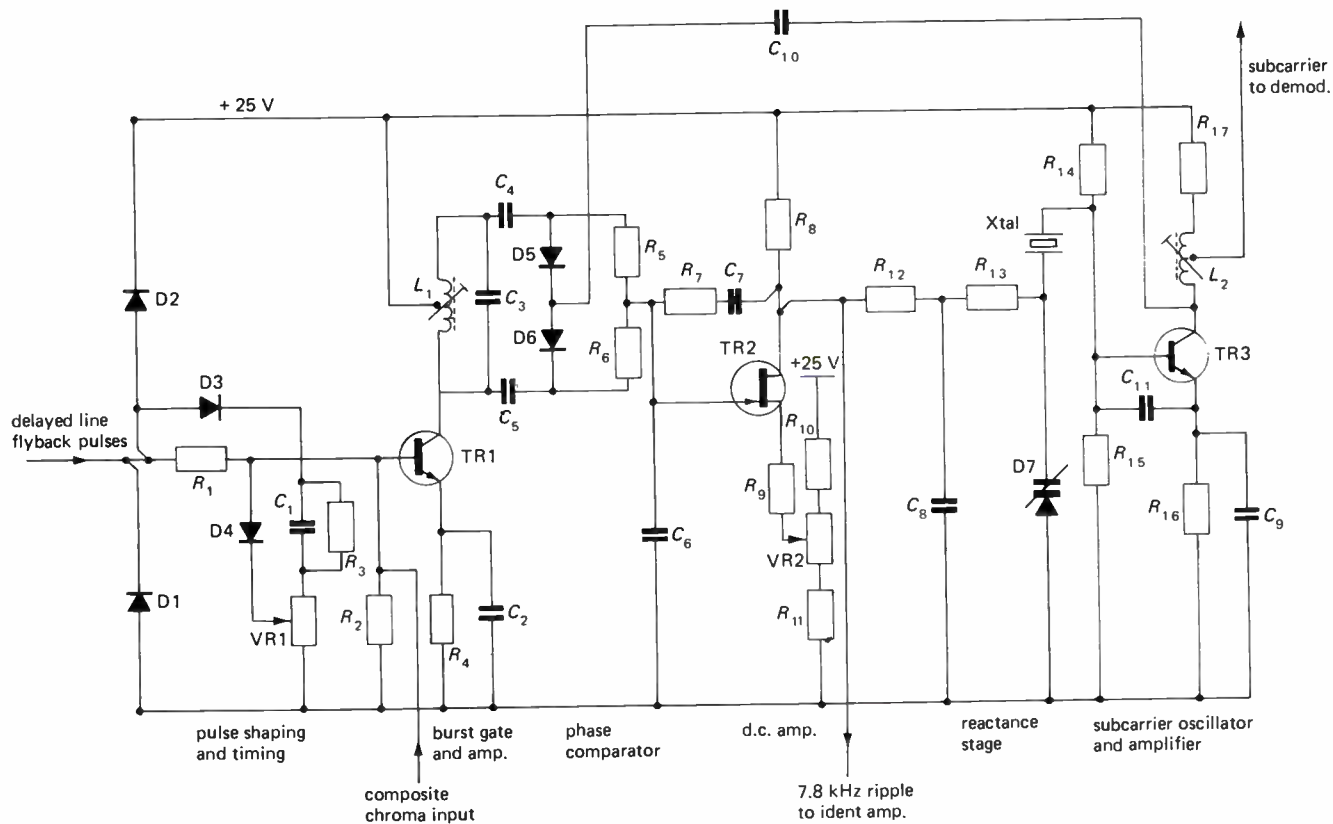 C10
subcarrier
to demod.
+ 25 V
R17
R14
C4
Xtal
R8
D5
R5
L1
C3
R7
C7
R12
R13
L2
D2
D6
R6
TR2
+25 V
TR3
D3
C5
C11
delayed line
flyback pulses
R10
TR1
R1
C1
R9
D7
R15
D4
R3
C6
C8
R16
C9
VR2
D1
VR1
R2
C2
R11
R4
pulse shaping
and timing
burst gate
and amp.
phase
comparator
d.c. amp.
reactance
stage
subcarrier oscillator
and amplifier
composite
chroma input
7.8 kHz ripple
to ident amp.